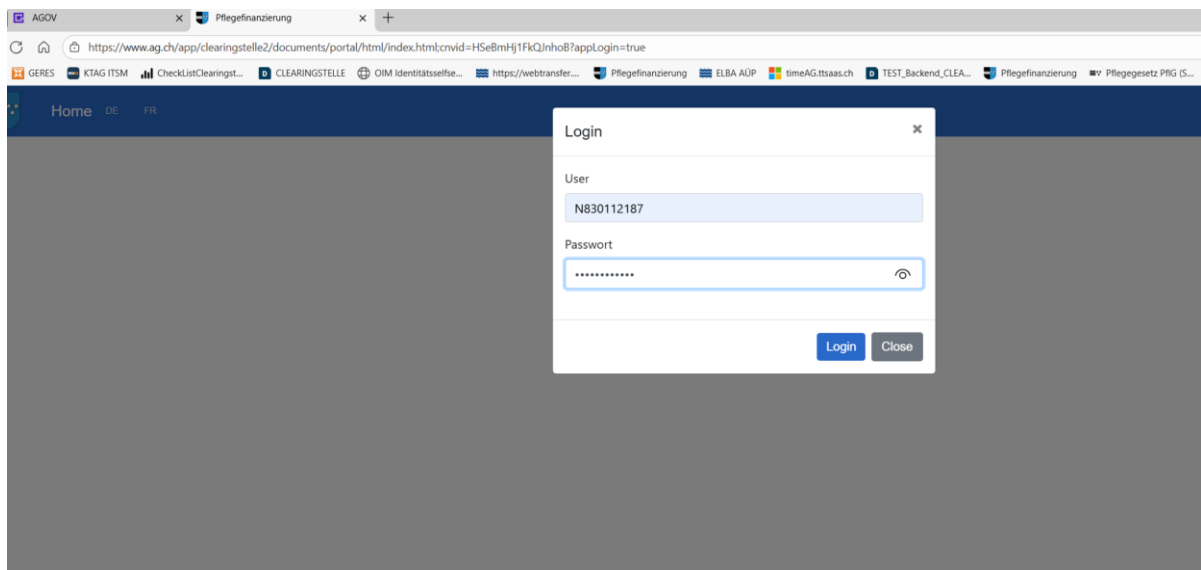 AGOV
Pflegefinanzierung
https://www.ag.ch/app/clearingstelle2/documents/portal/html/index.html;cnvid=HSeBmHj1FkQJnhoB?appLogin=true
GERES KTAG ITSM CheckListClearingst... CLEARINGSTELLE OIM Identitätsselfse... https://webtransfer.... Pflegefinanzierung ELBA AÜP timeAG.ttsaas.ch TEST_Backend_CLEA... Pflegefinanzierung Pflegegesetz PflG (S...
Home DE FR
Login
User
N830112187
Passwort
••••••••••••
Login Close